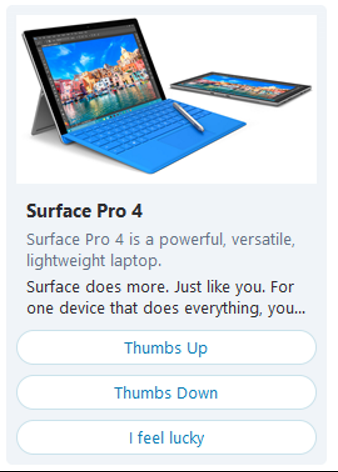 Surface Pro 4
Surface Pro 4 is a powerful, versatile,
lightweight laptop.
Surface does more. Just like you. For
one device that does everything, you...
Thumbs Up
Thumbs Down
I feel lucky